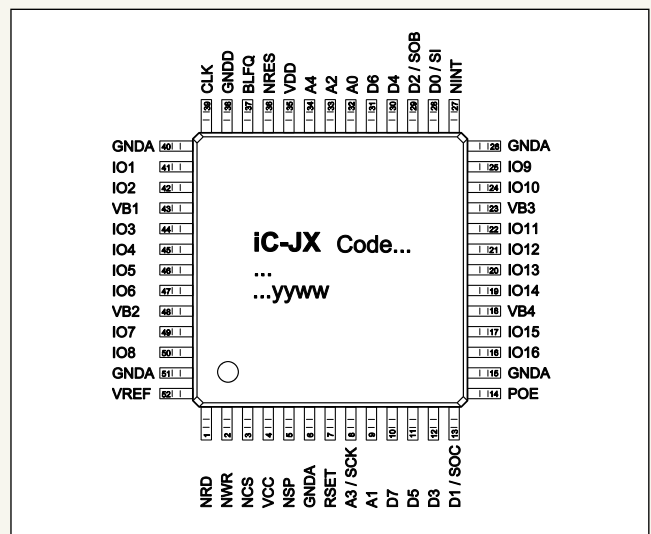 CLK
GNDD
BLFQ
NRES
VDD
A4
A2
A0
D6
D4
D2 / SOB
D0 / SI
NINT
39
38
37
36
35
34
33
32
31
30
29
28
27
GNDA 40
IO1 41
IO2 42
VB1 43
IO3 44
IO4 45
IO5 46
IO6 47
VB2 48
IO7 49
IO8 50
GNDA 51
VREF 52
iC-JX Code...
...
...yyww
26 GNDA
25 IO9
24 IO10
23 VB3
22 IO11
21 IO12
20 IO13
19 IO14
18 VB4
17 IO15
16 IO16
15 GNDA
14 POE
1
2
3
4
5
6
7
8
9
10
11
12
13
NRD
NWR
NCS
VCC
NSP
GNDA
RSET
A3 / SCK
A1
D7
D5
D3
D1 / SOC